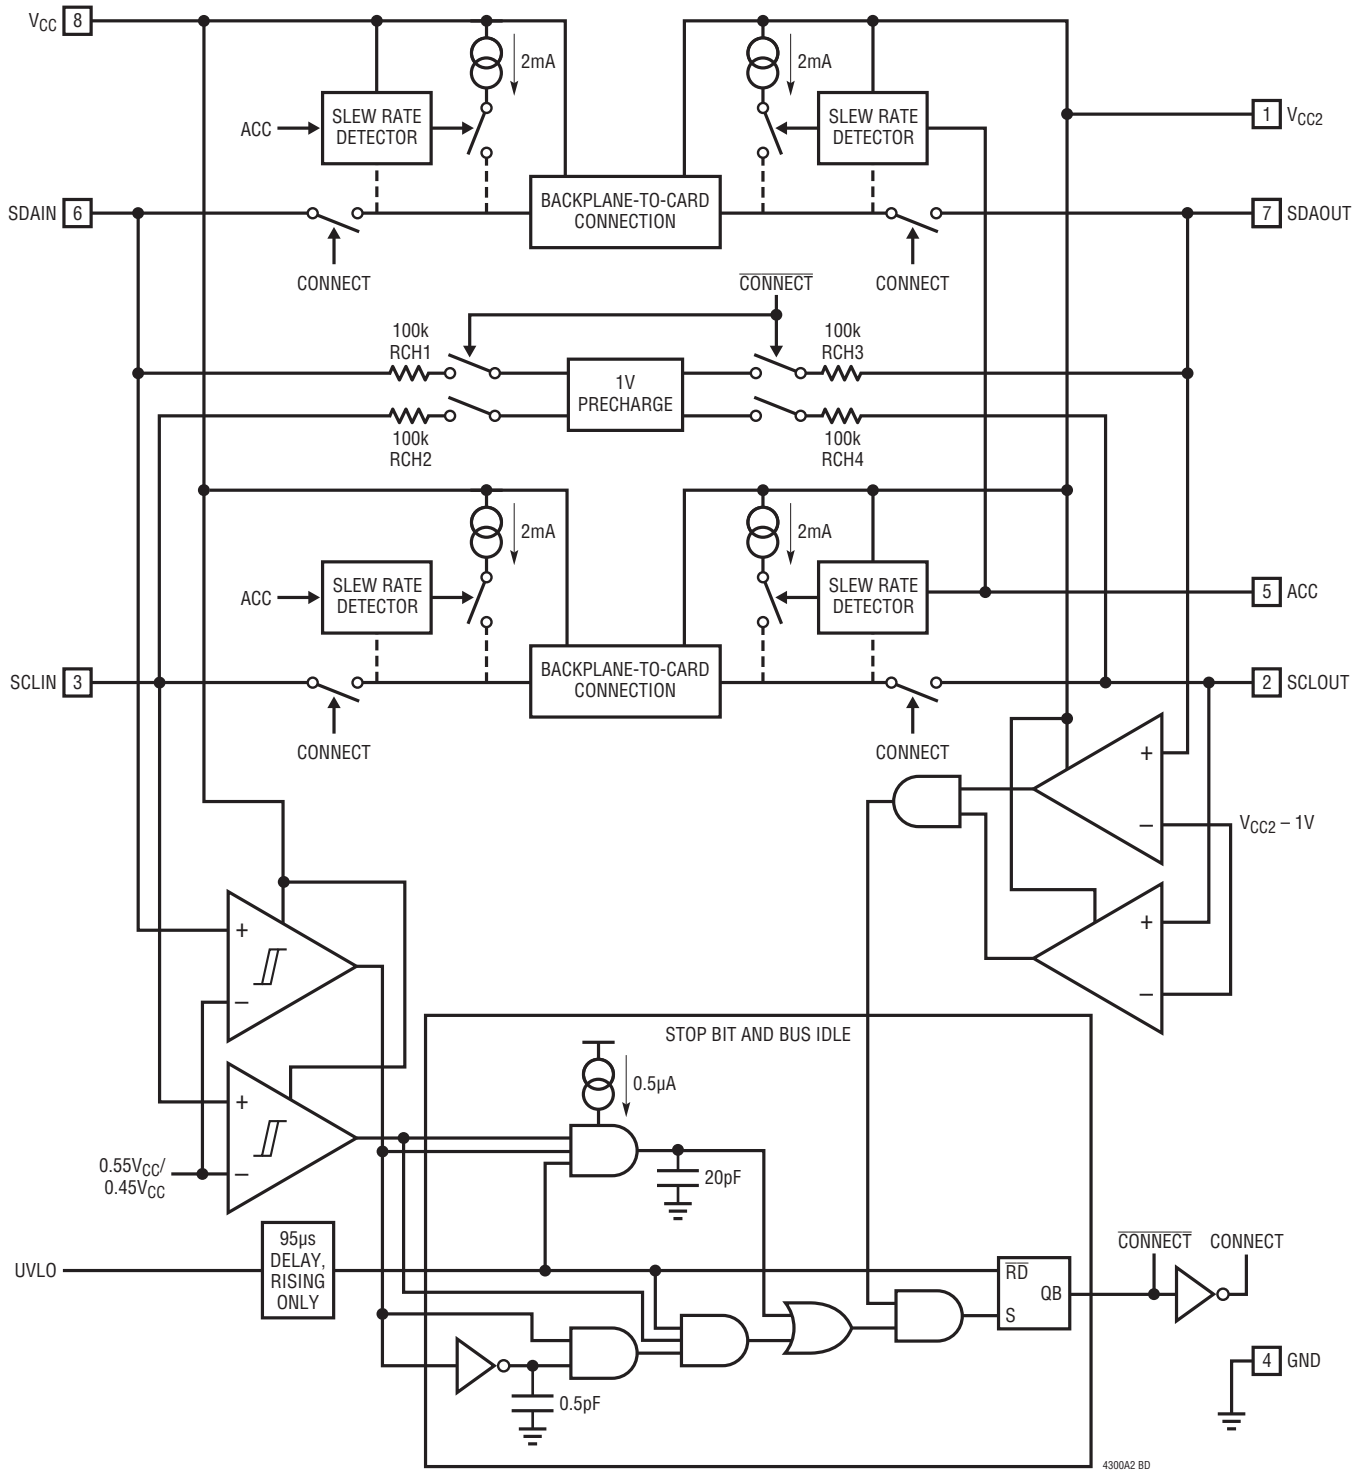 VCC 8
2mA
2mA
ACC
SLEW RATE
DETECTOR
SLEW RATE
DETECTOR
1 VCC2
SDAIN 6
BACKPLANE-TO-CARD
CONNECTION
7 SDAOUT
CONNECT
CONNECT
CONNECT
100k
RCH1
100k
RCH3
1V
PRECHARGE
100k
RCH2
100k
RCH4
2mA
2mA
ACC
SLEW RATE
DETECTOR
SLEW RATE
DETECTOR
5 ACC
SCLIN 3
BACKPLANE-TO-CARD
CONNECTION
2 SCLOUT
CONNECT
CONNECT
+
–
VCC2 – 1V
+
–
+
–
STOP BIT AND BUS IDLE
0.5µA
+
–
0.55VCC/
0.45VCC
20pF
UVLO
95µs
DELAY,
RISING
ONLY
CONNECT CONNECT
RD
QB
S
4 GND
0.5pF
4300A2 BD